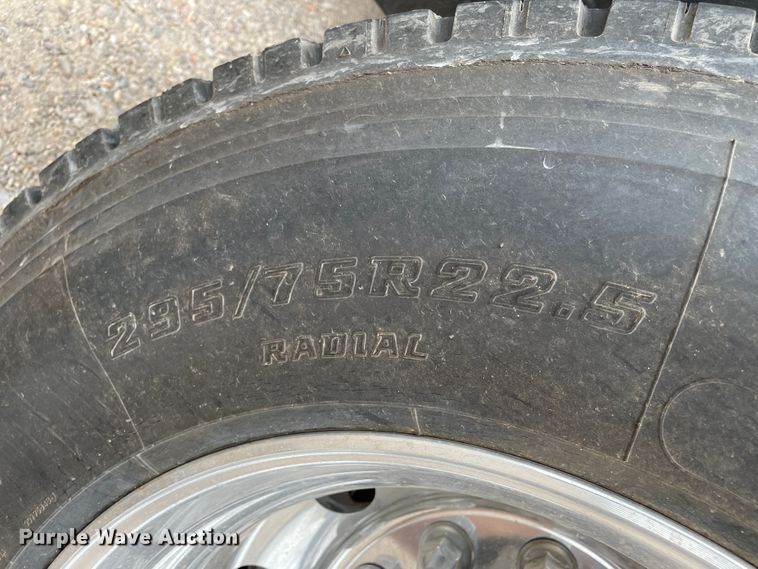 295/75R22.5
RADIAL
Purple Wave Auction